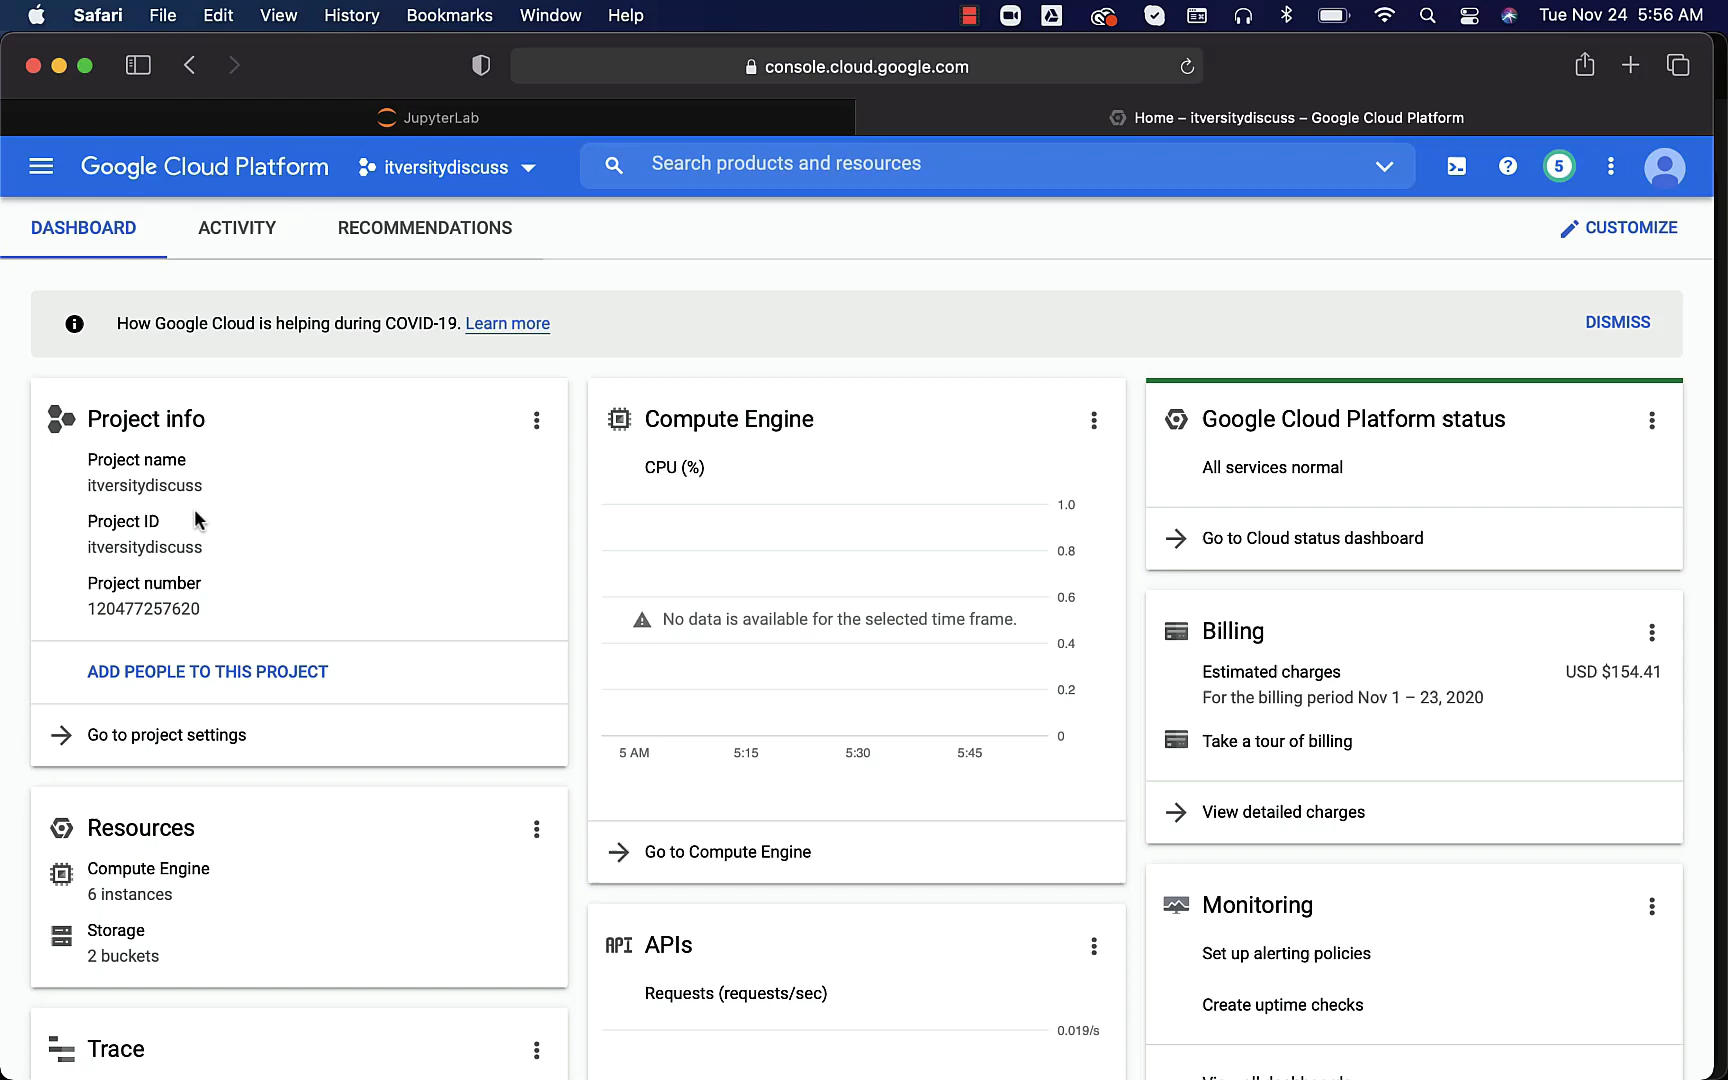 Safari File Edit View History Bookmarks Window Help Tue Nov 24 5:56 AM
console.cloud.google.com
JupyterLab
Home – itversitydiscuss – Google Cloud Platform
Google Cloud Platform itversitydiscuss Search products and resources 5
DASHBOARD ACTIVITY RECOMMENDATIONS CUSTOMIZE
How Google Cloud is helping during COVID-19. Learn more DISMISS
Project info
Project name
itversitydiscuss
Project ID
itversitydiscuss
Project number
120477257620
ADD PEOPLE TO THIS PROJECT
Go to project settings
Resources
Compute Engine
6 instances
Storage
2 buckets
Trace
Compute Engine
CPU (%)
1.0
0.8
0.6
No data is available for the selected time frame.
0.4
0.2
0
5 AM 5:15 5:30 5:45
Go to Compute Engine
API APIs
Requests (requests/sec)
0.019/s
Google Cloud Platform status
All services normal
Go to Cloud status dashboard
Billing
Estimated charges USD $154.41
For the billing period Nov 1 – 23, 2020
Take a tour of billing
View detailed charges
Monitoring
Set up alerting policies
Create uptime checks